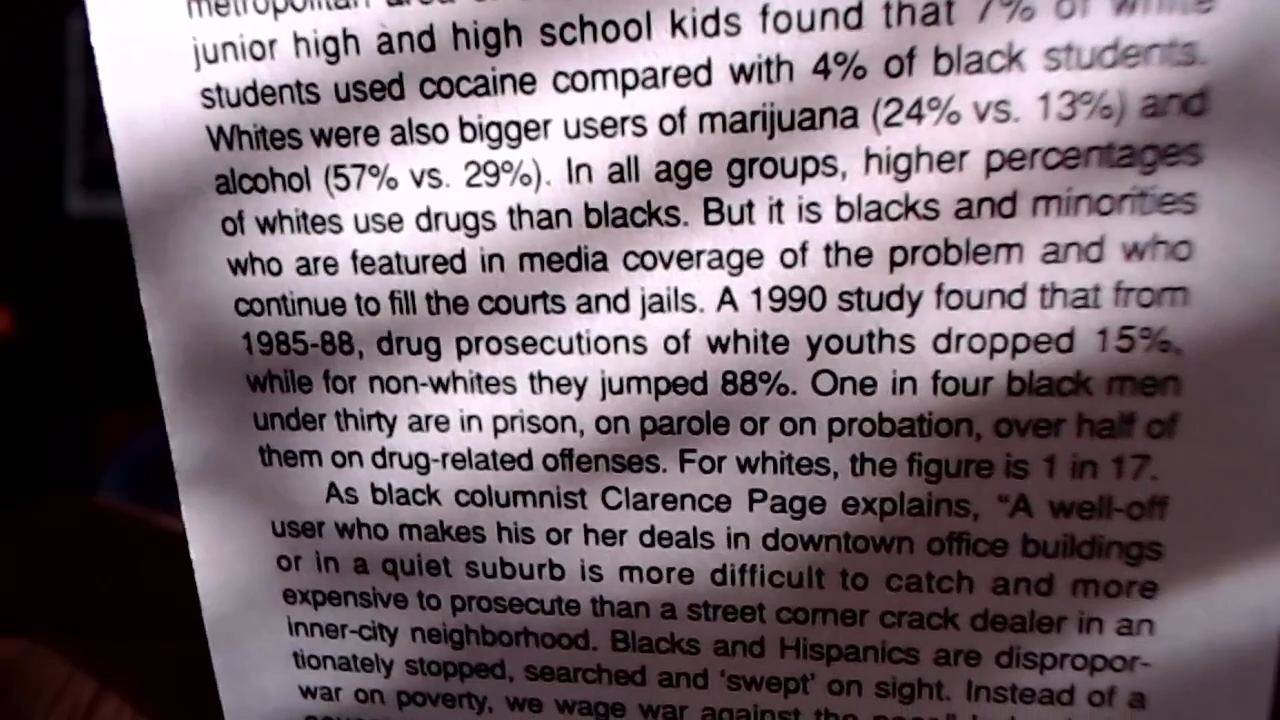 metropolitan area
junior high and high school kids found that 7% of white
students used cocaine compared with 4% of black students.
Whites were also bigger users of marijuana (24% vs. 13%) and
alcohol (57% vs. 29%). In all age groups, higher percentages
of whites use drugs than blacks. But it is blacks and minorities
who are featured in media coverage of the problem and who
continue to fill the courts and jails. A 1990 study found that from
1985-88, drug prosecutions of white youths dropped 15%,
while for non-whites they jumped 88%. One in four black men
under thirty are in prison, on parole or on probation, over half of
them on drug-related offenses. For whites, the figure is 1 in 17.
As black columnist Clarence Page explains, “A well-off
user who makes his or her deals in downtown office buildings
or in a quiet suburb is more difficult to catch and more
expensive to prosecute than a street corner crack dealer in an
inner-city neighborhood. Blacks and Hispanics are dispropor-
tionately stopped, searched and ‘swept’ on sight. Instead of a
war on poverty, we wage war against the